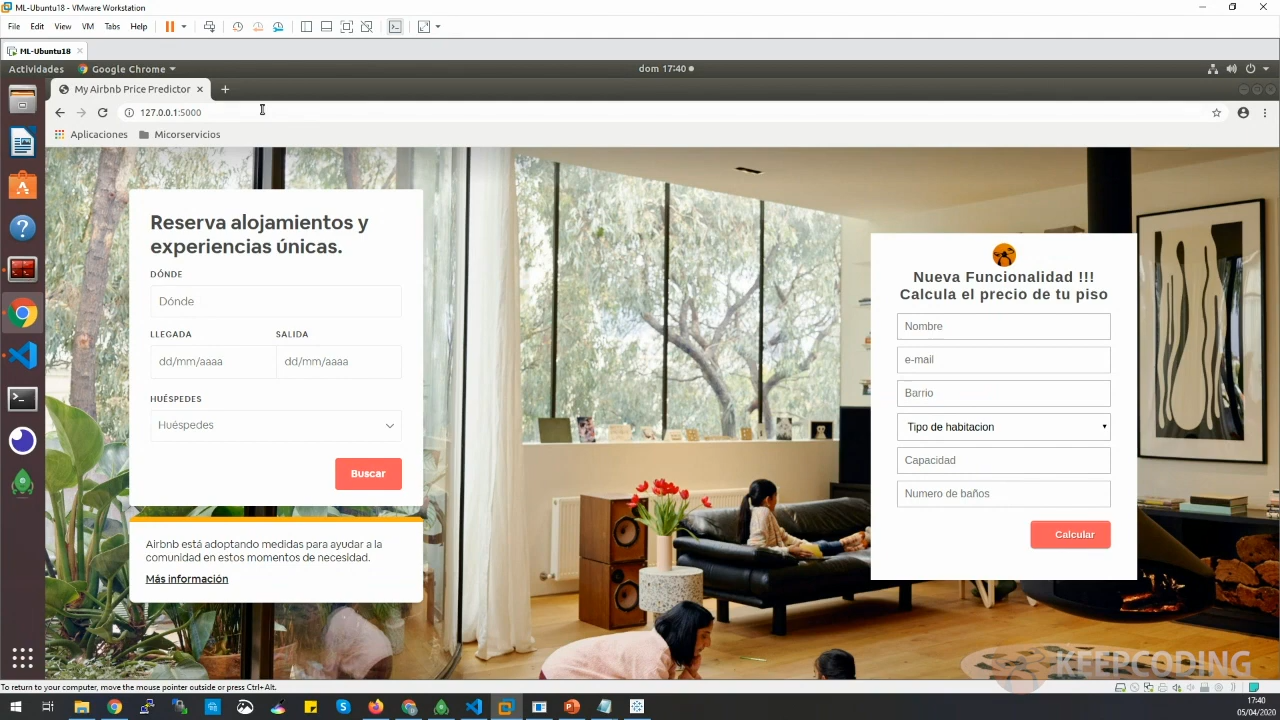 ML-Ubuntu18 - VMware Workstation
File Edit View VM Tabs Help
ML-Ubuntu18
Actividades Google Chrome dom 17:40
My Airbnb Price Predictor
127.0.0.1:5000
Aplicaciones Micorservicios
Reserva alojamientos y
experiencias únicas.
DÓNDE
Dónde
LLEGADA SALIDA
dd/mm/aaaa dd/mm/aaaa
HUÉSPEDES
Huéspedes
Buscar
Airbnb está adoptando medidas para ayudar a la
comunidad en estos momentos de necesidad.
Más información
Nueva Funcionalidad !!!
Calcula el precio de tu piso
Nombre
e-mail
Barrio
Tipo de habitacion
Capacidad
Numero de baños
Calcular
KEEPCODING
To return to your computer, move the mouse pointer outside or press Ctrl+Alt.
17:40
05/04/2020